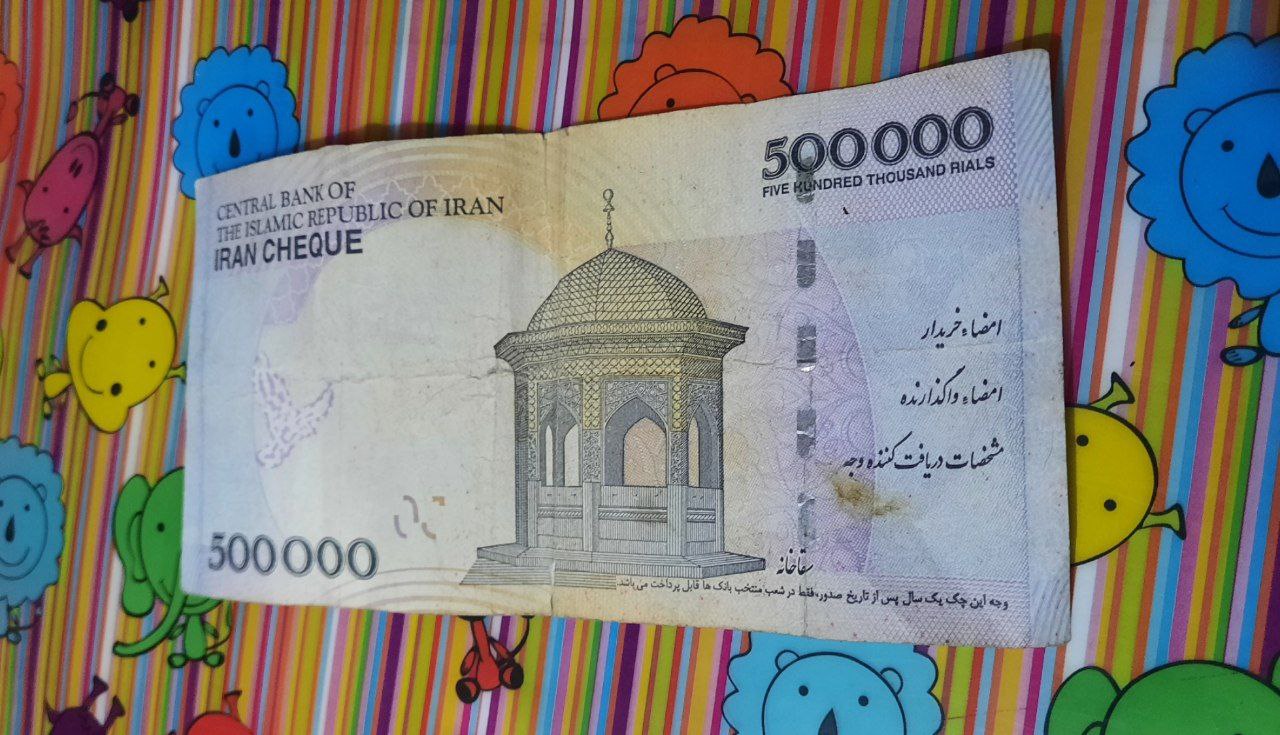 CENTRAL BANK OF
THE ISLAMIC REPUBLIC OF IRAN
IRAN CHEQUE
500000
FIVE HUNDRED THOUSAND RIALS
امضاء خریدار
امضاء واگذارنده
مشخصات دریافت کننده وجه
500000
سقاخانه
وجه این چک یک سال پس از تاریخ صدور، فقط در شعب منتخب بانک ها قابل پرداخت می باشد.